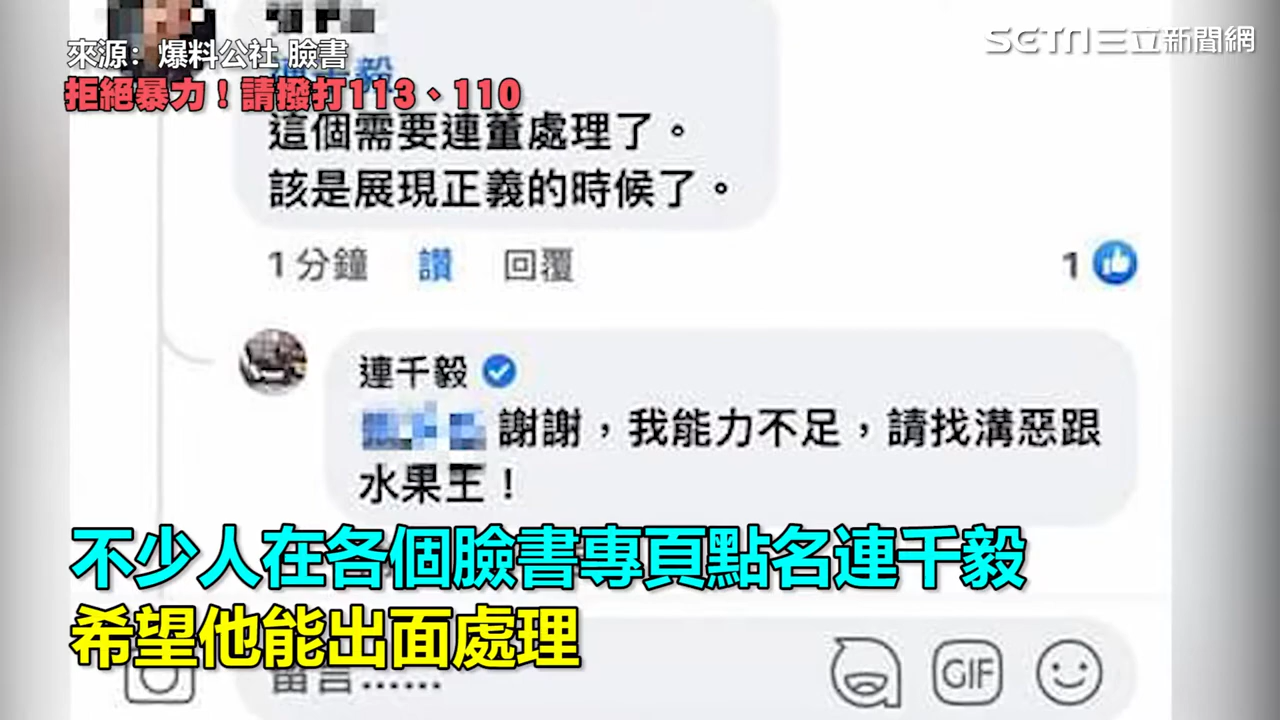 SETN三立新聞網
來源：爆料公社 臉書
拒絕暴力！請撥打113、110
連千毅
這個需要連董處理了。
該是展現正義的時候了。
1 分鐘 讚 回覆 1
連千毅
謝謝，我能力不足，請找溝惡跟
水果王！
不少人在各個臉書專頁點名連千毅
希望他能出面處理
留言…… GIF